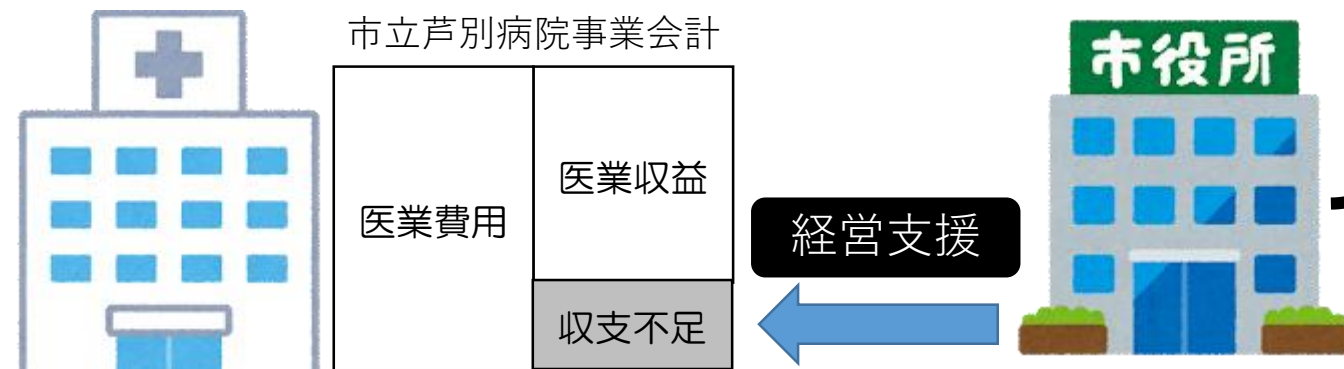 市立芦別病院事業会計
医業費用
医業収益
収支不足
経営支援
市役所